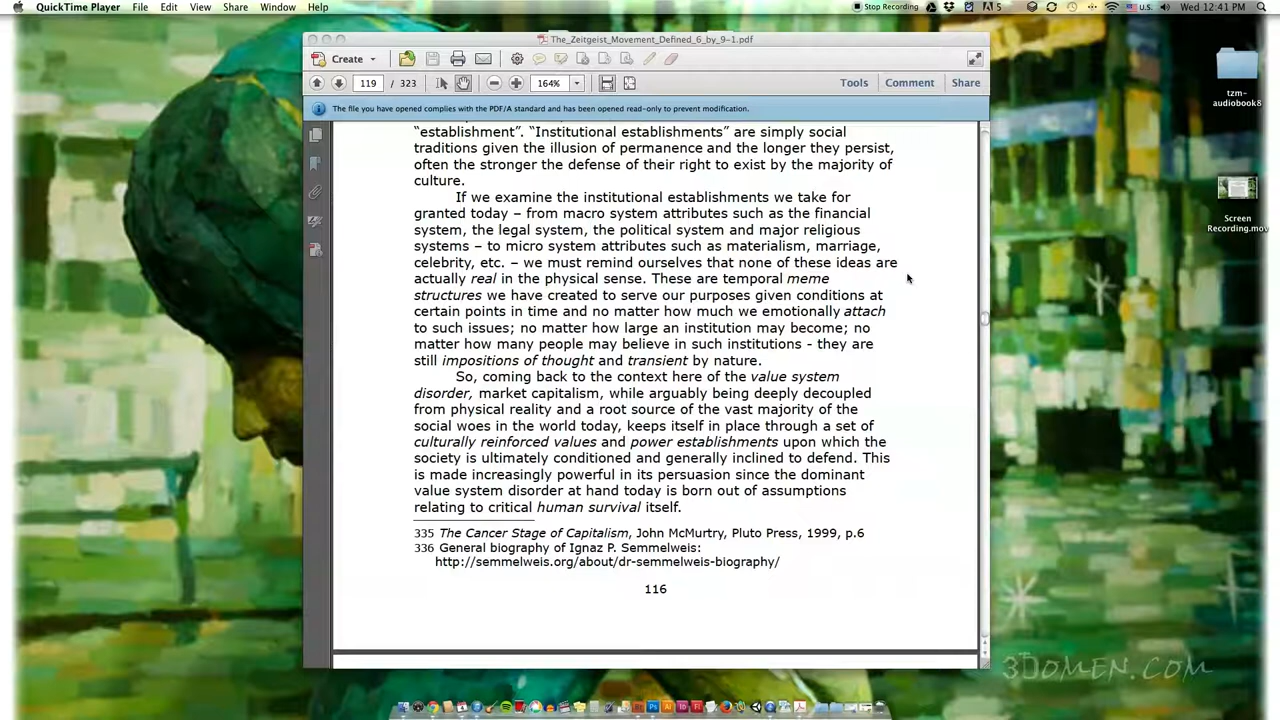 QuickTime Player File Edit View Share Window Help
Stop Recording
5
U.S.
Wed 12:41 PM
The_Zeitgeist_Movement_Defined_6_by_9-1.pdf
Create
119 / 323
164%
Tools Comment Share
The file you have opened complies with the PDF/A standard and has been opened read-only to prevent modification.
“establishment”. “Institutional establishments” are simply social
traditions given the illusion of permanence and the longer they persist,
often the stronger the defense of their right to exist by the majority of
culture.
If we examine the institutional establishments we take for
granted today – from macro system attributes such as the financial
system, the legal system, the political system and major religious
systems – to micro system attributes such as materialism, marriage,
celebrity, etc. – we must remind ourselves that none of these ideas are
actually real in the physical sense. These are temporal meme
structures we have created to serve our purposes given conditions at
certain points in time and no matter how much we emotionally attach
to such issues; no matter how large an institution may become; no
matter how many people may believe in such institutions - they are
still impositions of thought and transient by nature.
So, coming back to the context here of the value system
disorder, market capitalism, while arguably being deeply decoupled
from physical reality and a root source of the vast majority of the
social woes in the world today, keeps itself in place through a set of
culturally reinforced values and power establishments upon which the
society is ultimately conditioned and generally inclined to defend. This
is made increasingly powerful in its persuasion since the dominant
value system disorder at hand today is born out of assumptions
relating to critical human survival itself.
335 The Cancer Stage of Capitalism, John McMurtry, Pluto Press, 1999, p.6
336 General biography of Ignaz P. Semmelweis:
http://semmelweis.org/about/dr-semmelweis-biography/
116
tzm-
audiobook8
Screen
Recording.mov
3DOMEN.COM